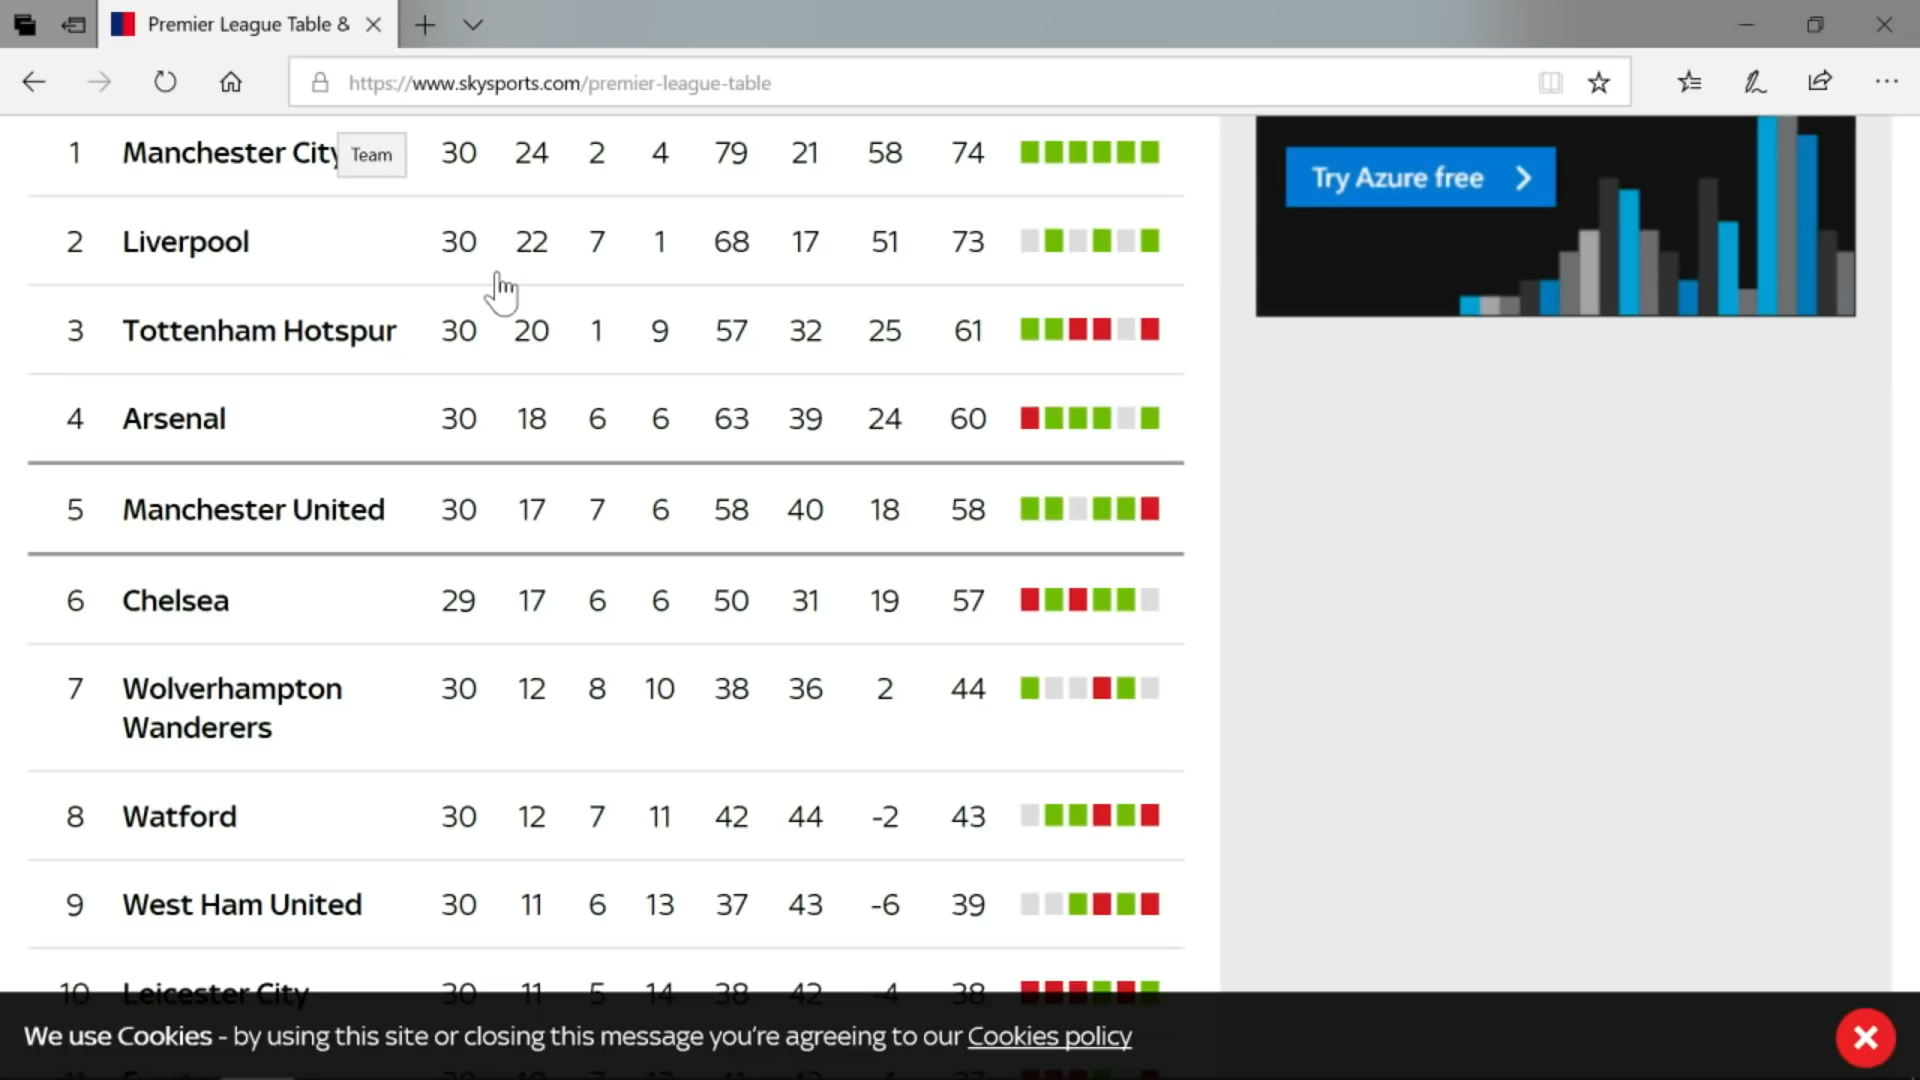 Premier League Table &
https://www.skysports.com/premier-league-table
1 Manchester City 30 24 2 4 79 21 58 74
Team
Try Azure free
2 Liverpool 30 22 7 1 68 17 51 73
3 Tottenham Hotspur 30 20 1 9 57 32 25 61
4 Arsenal 30 18 6 6 63 39 24 60
5 Manchester United 30 17 7 6 58 40 18 58
6 Chelsea 29 17 6 6 50 31 19 57
7 Wolverhampton 30 12 8 10 38 36 2 44
Wanderers
8 Watford 30 12 7 11 42 44 -2 43
9 West Ham United 30 11 6 13 37 43 -6 39
10 Leicester City 30 11 5 14 38 42 -4 38
We use Cookies - by using this site or closing this message you're agreeing to our Cookies policy